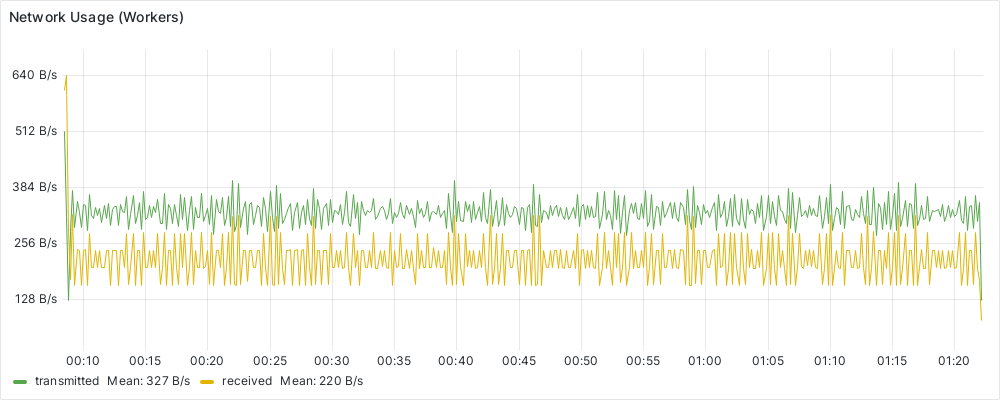 Network Usage (Workers)
640 B/s
512 B/s
384 B/s
256 B/s
128 B/s
00:10 00:15 00:20 00:25 00:30 00:35 00:40 00:45 00:50 00:55 01:00 01:05 01:10 01:15 01:20
transmitted Mean: 327 B/s received Mean: 220 B/s